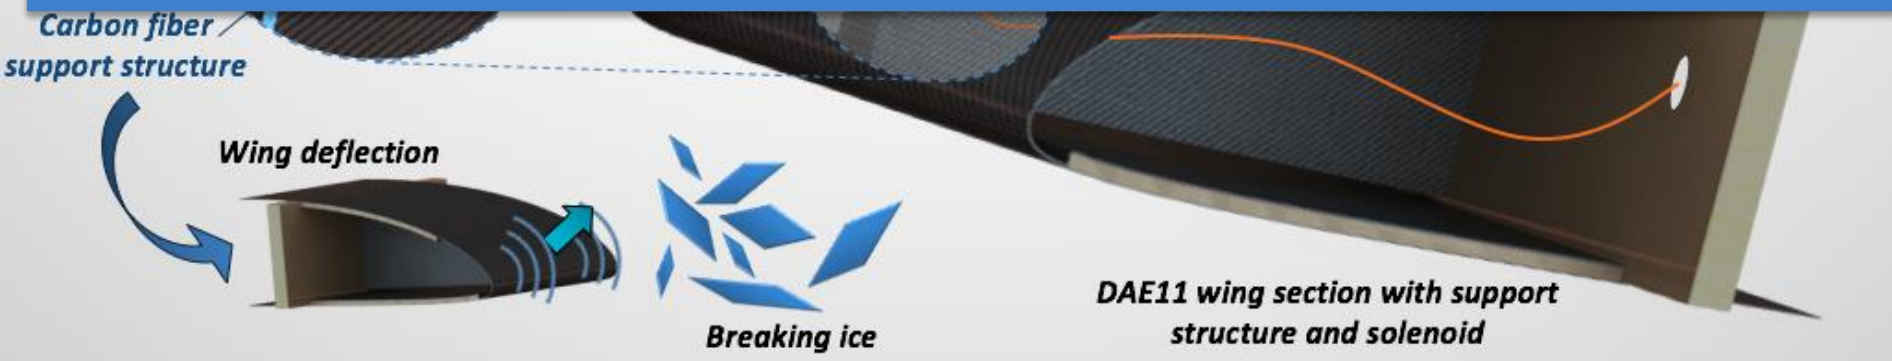 Carbon fiber
support structure
Wing deflection
Breaking ice
DAE11 wing section with support
structure and solenoid